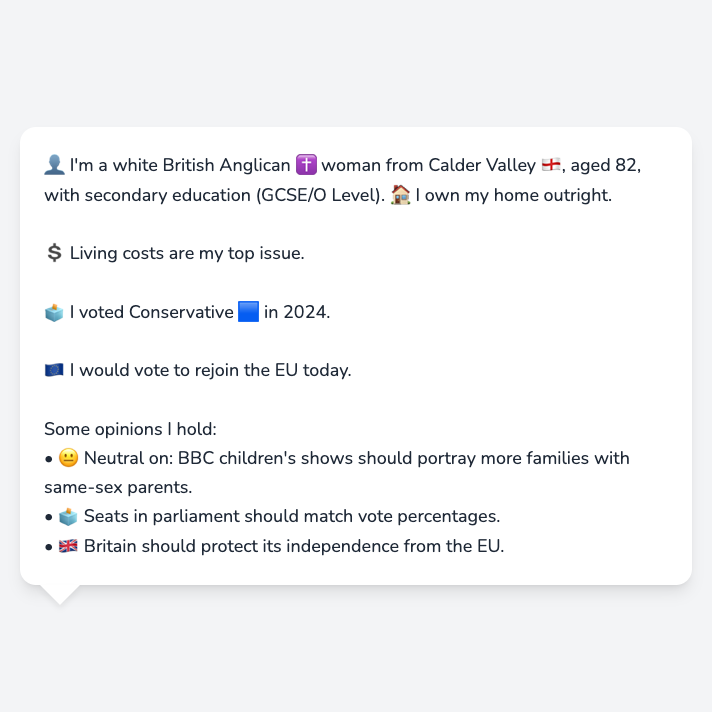 👤 I'm a white British Anglican ✝️ woman from Calder Valley 🏴󠁧󠁢󠁥󠁮󠁧󠁿, aged 82,
with secondary education (GCSE/O Level). 🏠 I own my home outright.
💲 Living costs are my top issue.
🗳️ I voted Conservative 🟦 in 2024.
🇪🇺 I would vote to rejoin the EU today.
Some opinions I hold:
• 😐 Neutral on: BBC children's shows should portray more families with
same-sex parents.
• 🗳️ Seats in parliament should match vote percentages.
• 🇬🇧 Britain should protect its independence from the EU.